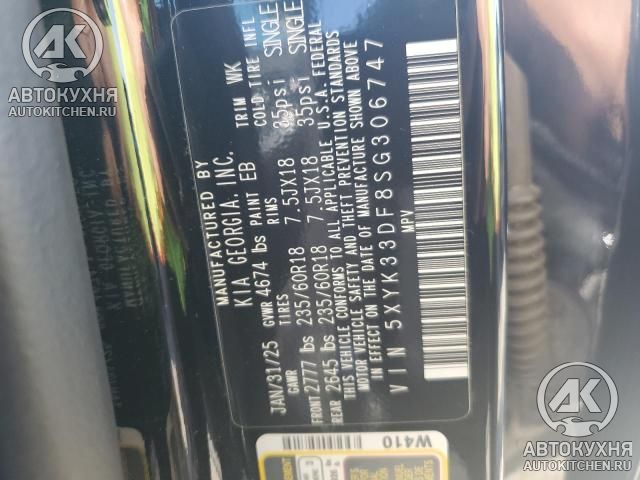 MANUFACTURED BY
KIA GEORGIA, INC.
JAN/31/25 GVWR 4674 lbs PAINT EB TRIM WK
GAWR TIRES RIMS COLD TIRE INFL.
FRONT 2777 lbs 235/60R18 7.5JX18 35psi SINGLE
REAR 2645 lbs 235/60R18 7.5JX18 35psi SINGLE
THIS VEHICLE CONFORMS TO ALL APPLICABLE U.S.A. FEDERAL
MOTOR VEHICLE SAFETY AND THEFT PREVENTION STANDARDS
IN EFFECT ON THE DATE OF MANUFACTURE SHOWN ABOVE
VIN 5XYK33DF8SG306747
MPV
W410
АК
АВТОКУХНЯ
AUTOKITCHEN.RU
АК
АВТОКУХНЯ
AUTOKITCHEN.RU